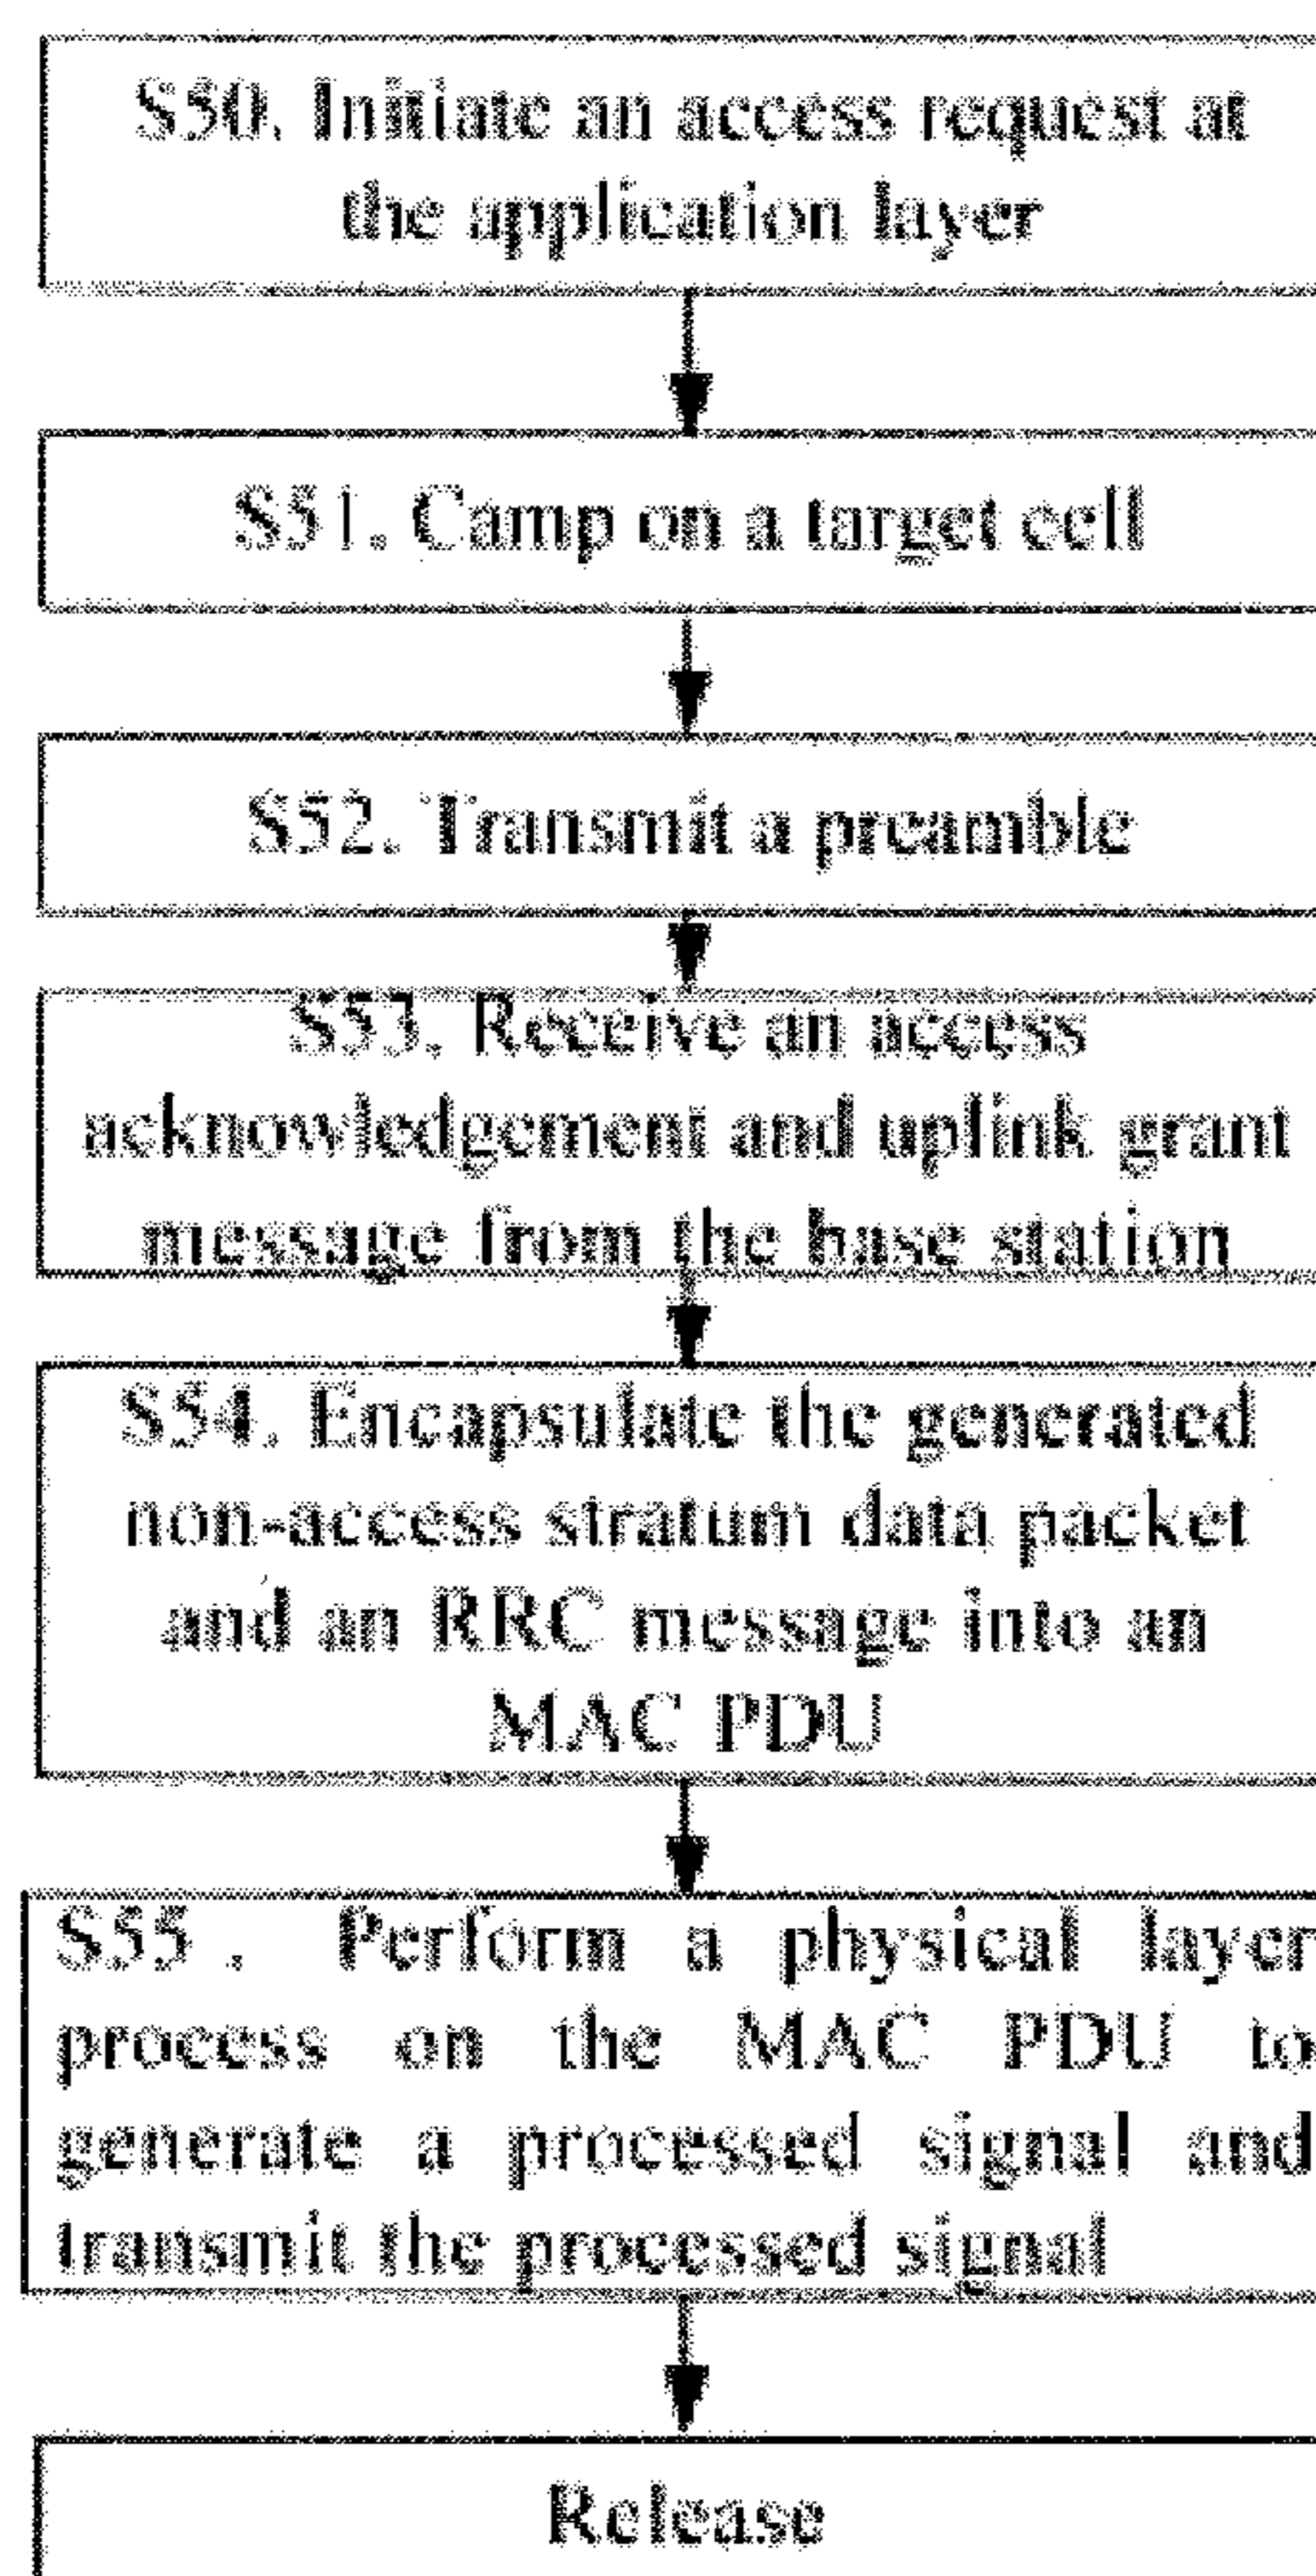 S50. Initiate an access request at
the application layer
S51. Camp on a target cell
S52. Transmit a preamble
S53. Receive an access
acknowledgement and uplink grant
message from the base station
S54. Encapsulate the generated
non-access stratum data packet
and an RRC message into an
MAC PDU
S55 . Perform a physical layer
process on the MAC PDU to
generate a processed signal and
transmit the processed signal
Release